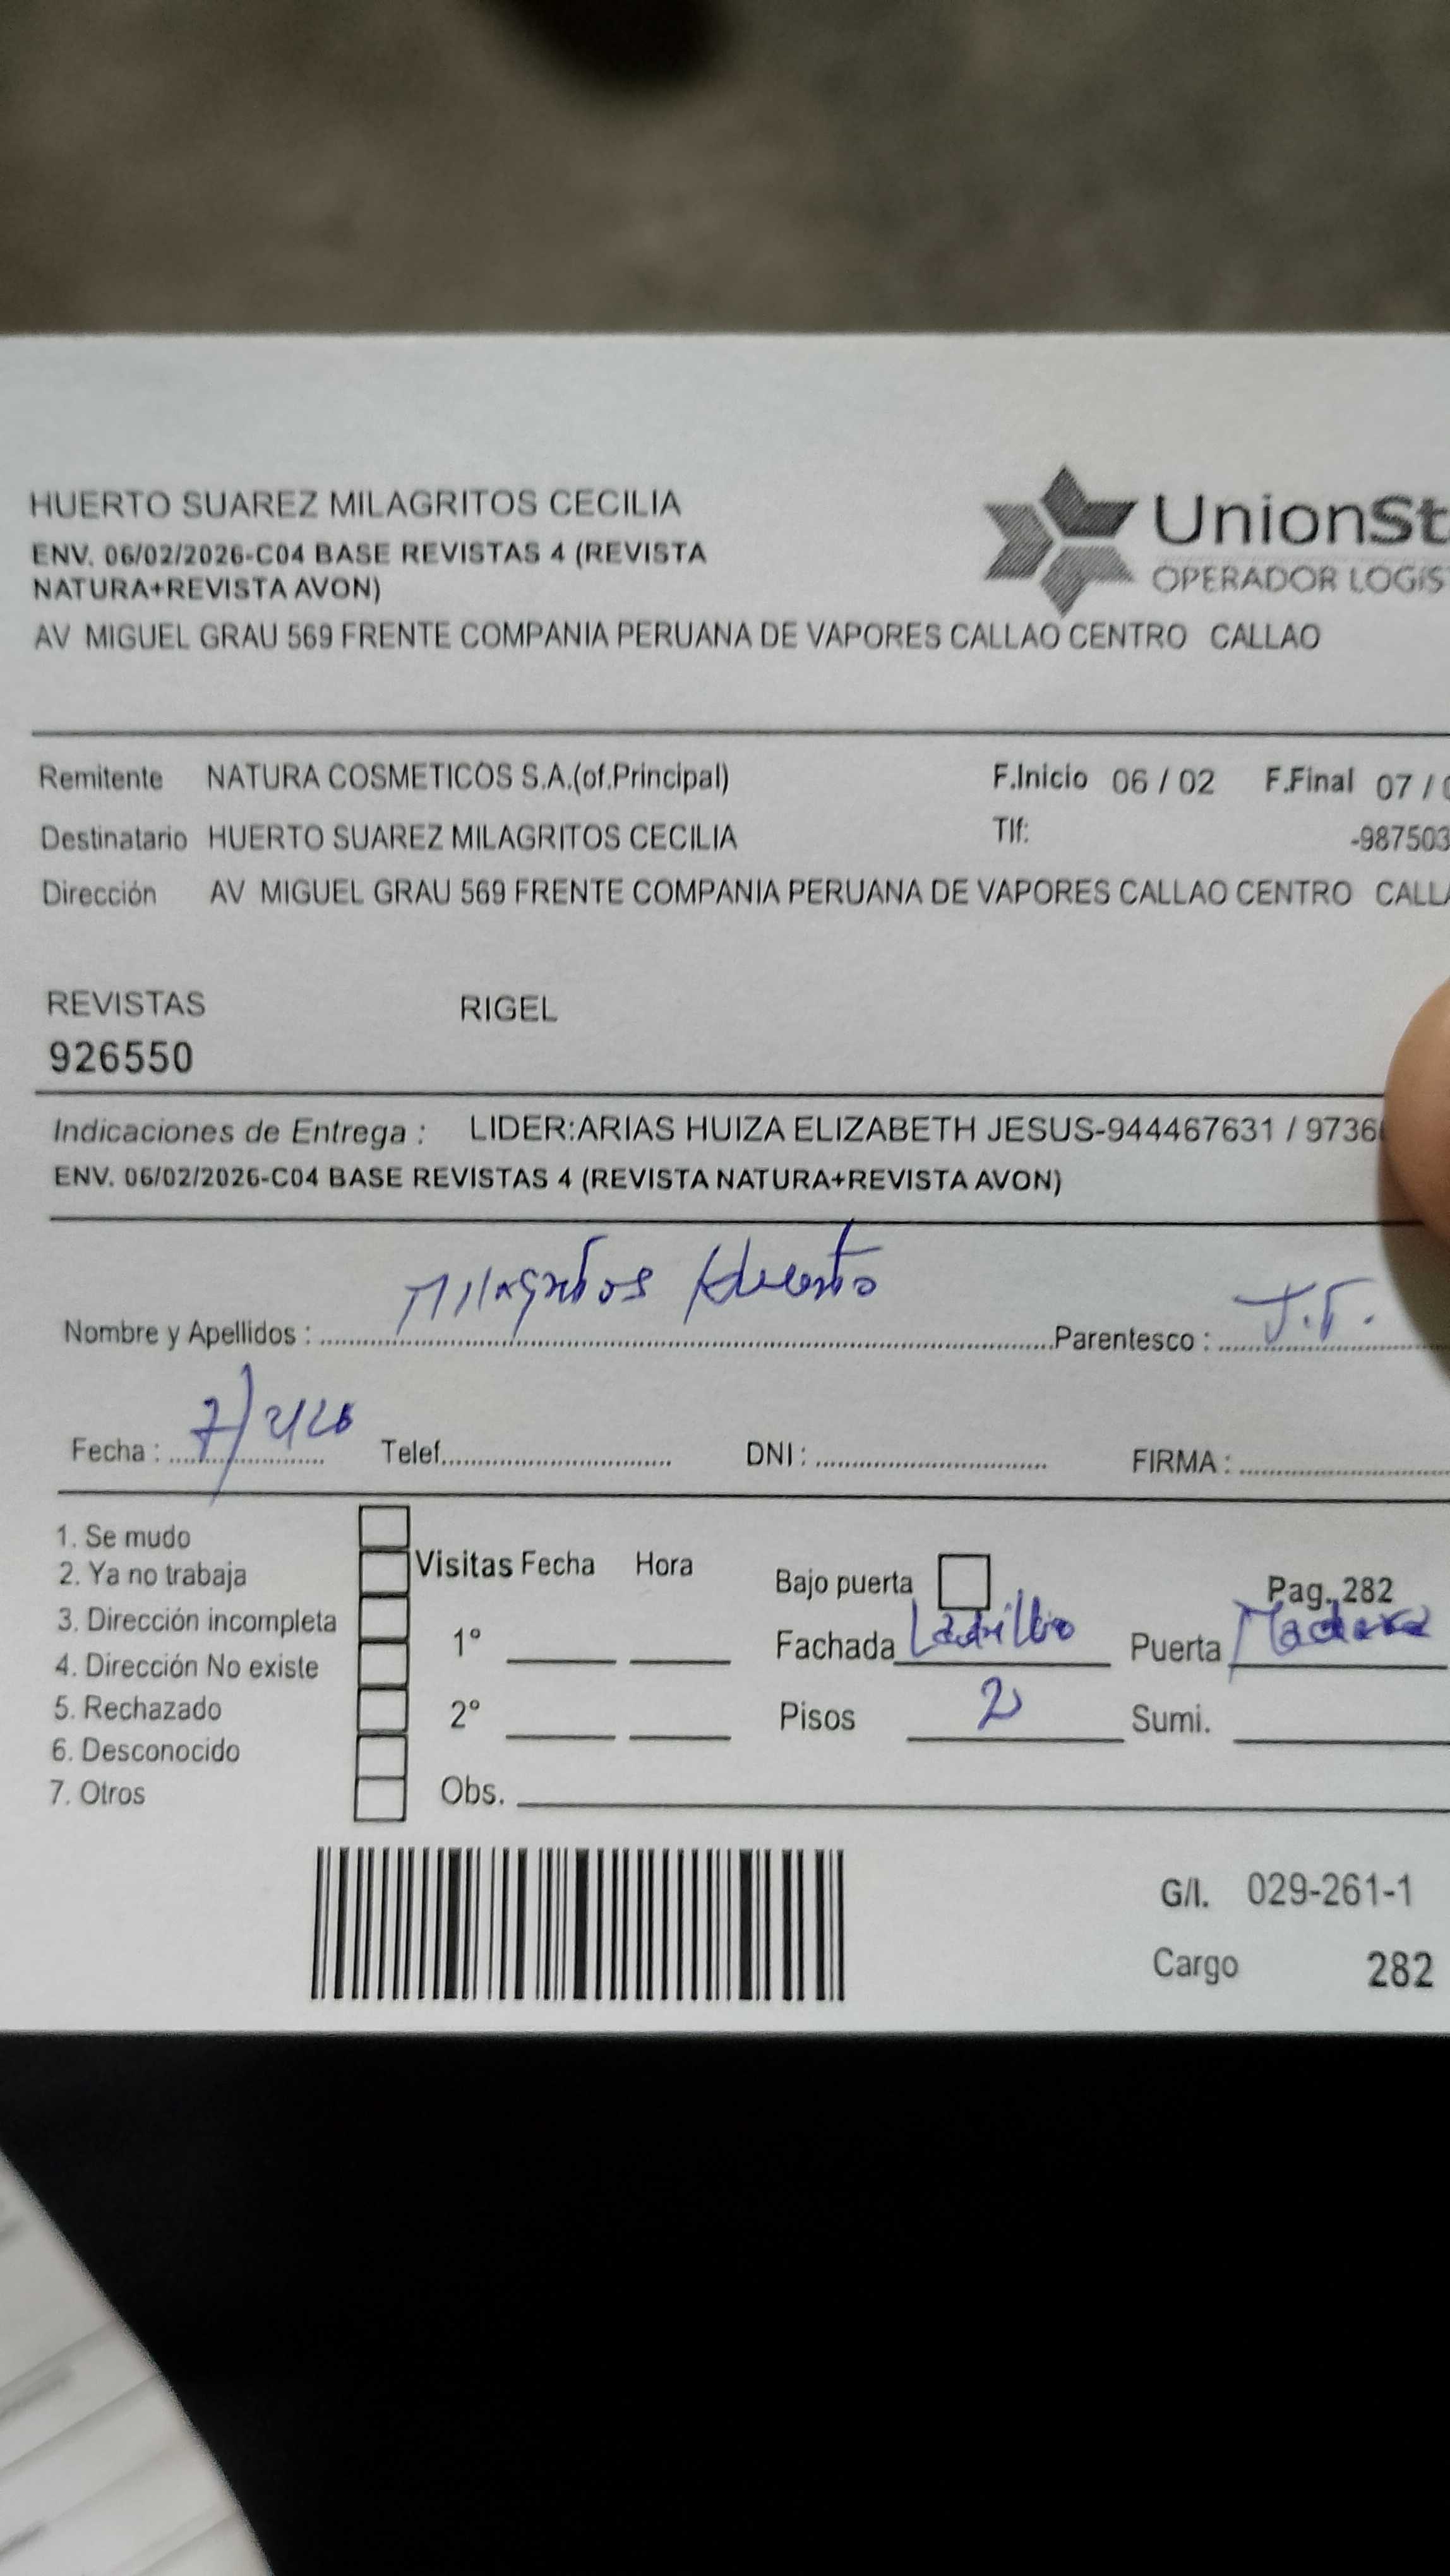 HUERTO SUAREZ MILAGRITOS CECILIA
ENV. 06/02/2026-C04 BASE REVISTAS 4 (REVISTA
NATURA+REVISTA AVON)
UnionSt
OPERADOR LOGÍS
AV MIGUEL GRAU 569 FRENTE COMPANIA PERUANA DE VAPORES CALLAO CENTRO CALLAO
Remitente NATURA COSMETICOS S.A.(of.Principal) F.Inicio 06 / 02 F.Final 07 /
Destinatario HUERTO SUAREZ MILAGRITOS CECILIA Tlf: -987503
Dirección AV MIGUEL GRAU 569 FRENTE COMPANIA PERUANA DE VAPORES CALLAO CENTRO CALLA
REVISTAS RIGEL
926550
Indicaciones de Entrega : LIDER:ARIAS HUIZA ELIZABETH JESUS-944467631 / 9736
ENV. 06/02/2026-C04 BASE REVISTAS 4 (REVISTA NATURA+REVISTA AVON)
Nombre y Apellidos : Milagritos Huerto Parentesco : T.T.
Fecha : 7/2/26 Telef. DNI : FIRMA :
1. Se mudo
2. Ya no trabaja
3. Dirección incompleta
4. Dirección No existe
5. Rechazado
6. Desconocido
7. Otros
Visitas Fecha Hora
1°
2°
Obs.
Bajo puerta Pag. 282
Fachada Ladrillo Puerta Madera
Pisos 2 Sumi.
G/I. 029-261-1
Cargo 282